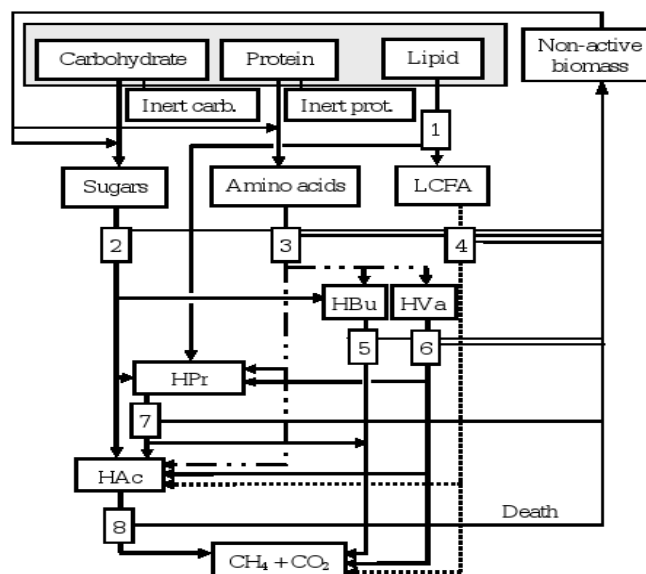 Carbohydrate
Protein
Lipid
Non-active
biomass
Inert carb.
Inert prot.
1
Sugars
Amino acids
LCFA
2
3
4
HBu
HVa
5
6
HPr
7
HAc
8
Death
CH₄ + CO₂